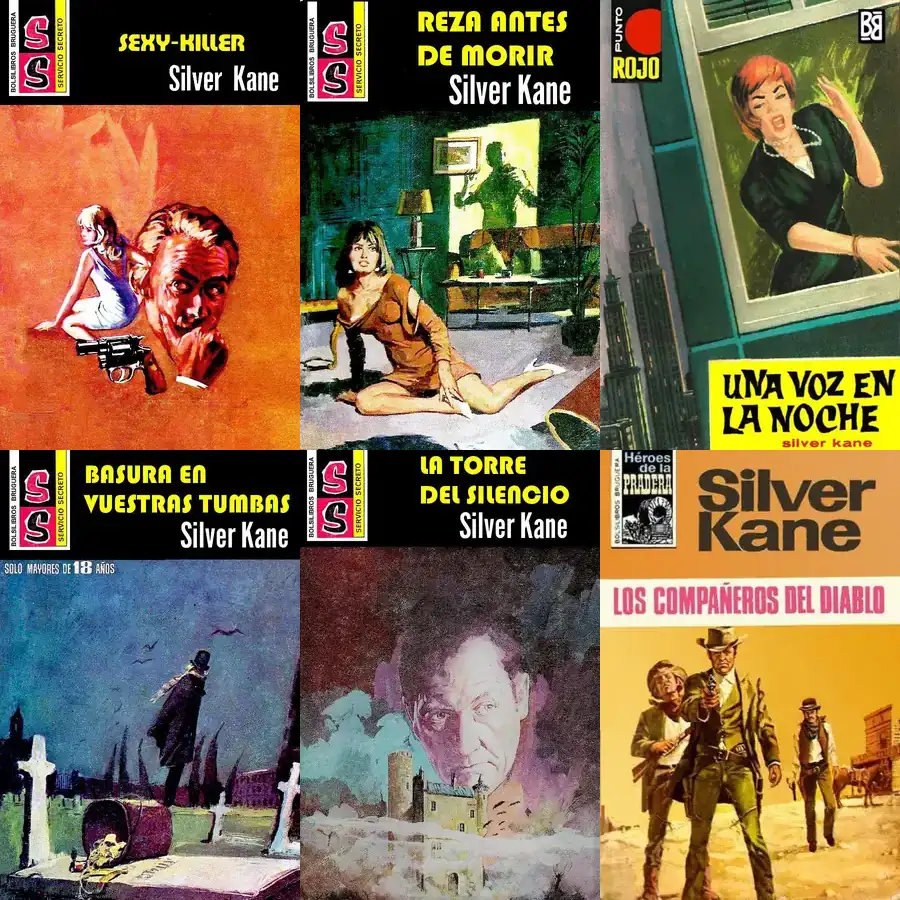 BOLSILIBROS BRUGUERA
SS
SERVICIO SECRETO
SEXY-KILLER
Silver Kane
BOLSILIBROS BRUGUERA
SS
SERVICIO SECRETO
REZA ANTES
DE MORIR
Silver Kane
PUNTO
ROJO
UNA VOZ EN
LA NOCHE
silver kane
BOLSILIBROS BRUGUERA
SS
SERVICIO SECRETO
BASURA EN
VUESTRAS TUMBAS
Silver Kane
SOLO MAYORES DE 18 AÑOS
BOLSILIBROS BRUGUERA
SS
SERVICIO SECRETO
LA TORRE
DEL SILENCIO
Silver Kane
BOLSILIBROS BRUGUERA
Héroes
de la
PRADERA
Silver
Kane
LOS COMPAÑEROS DEL DIABLO